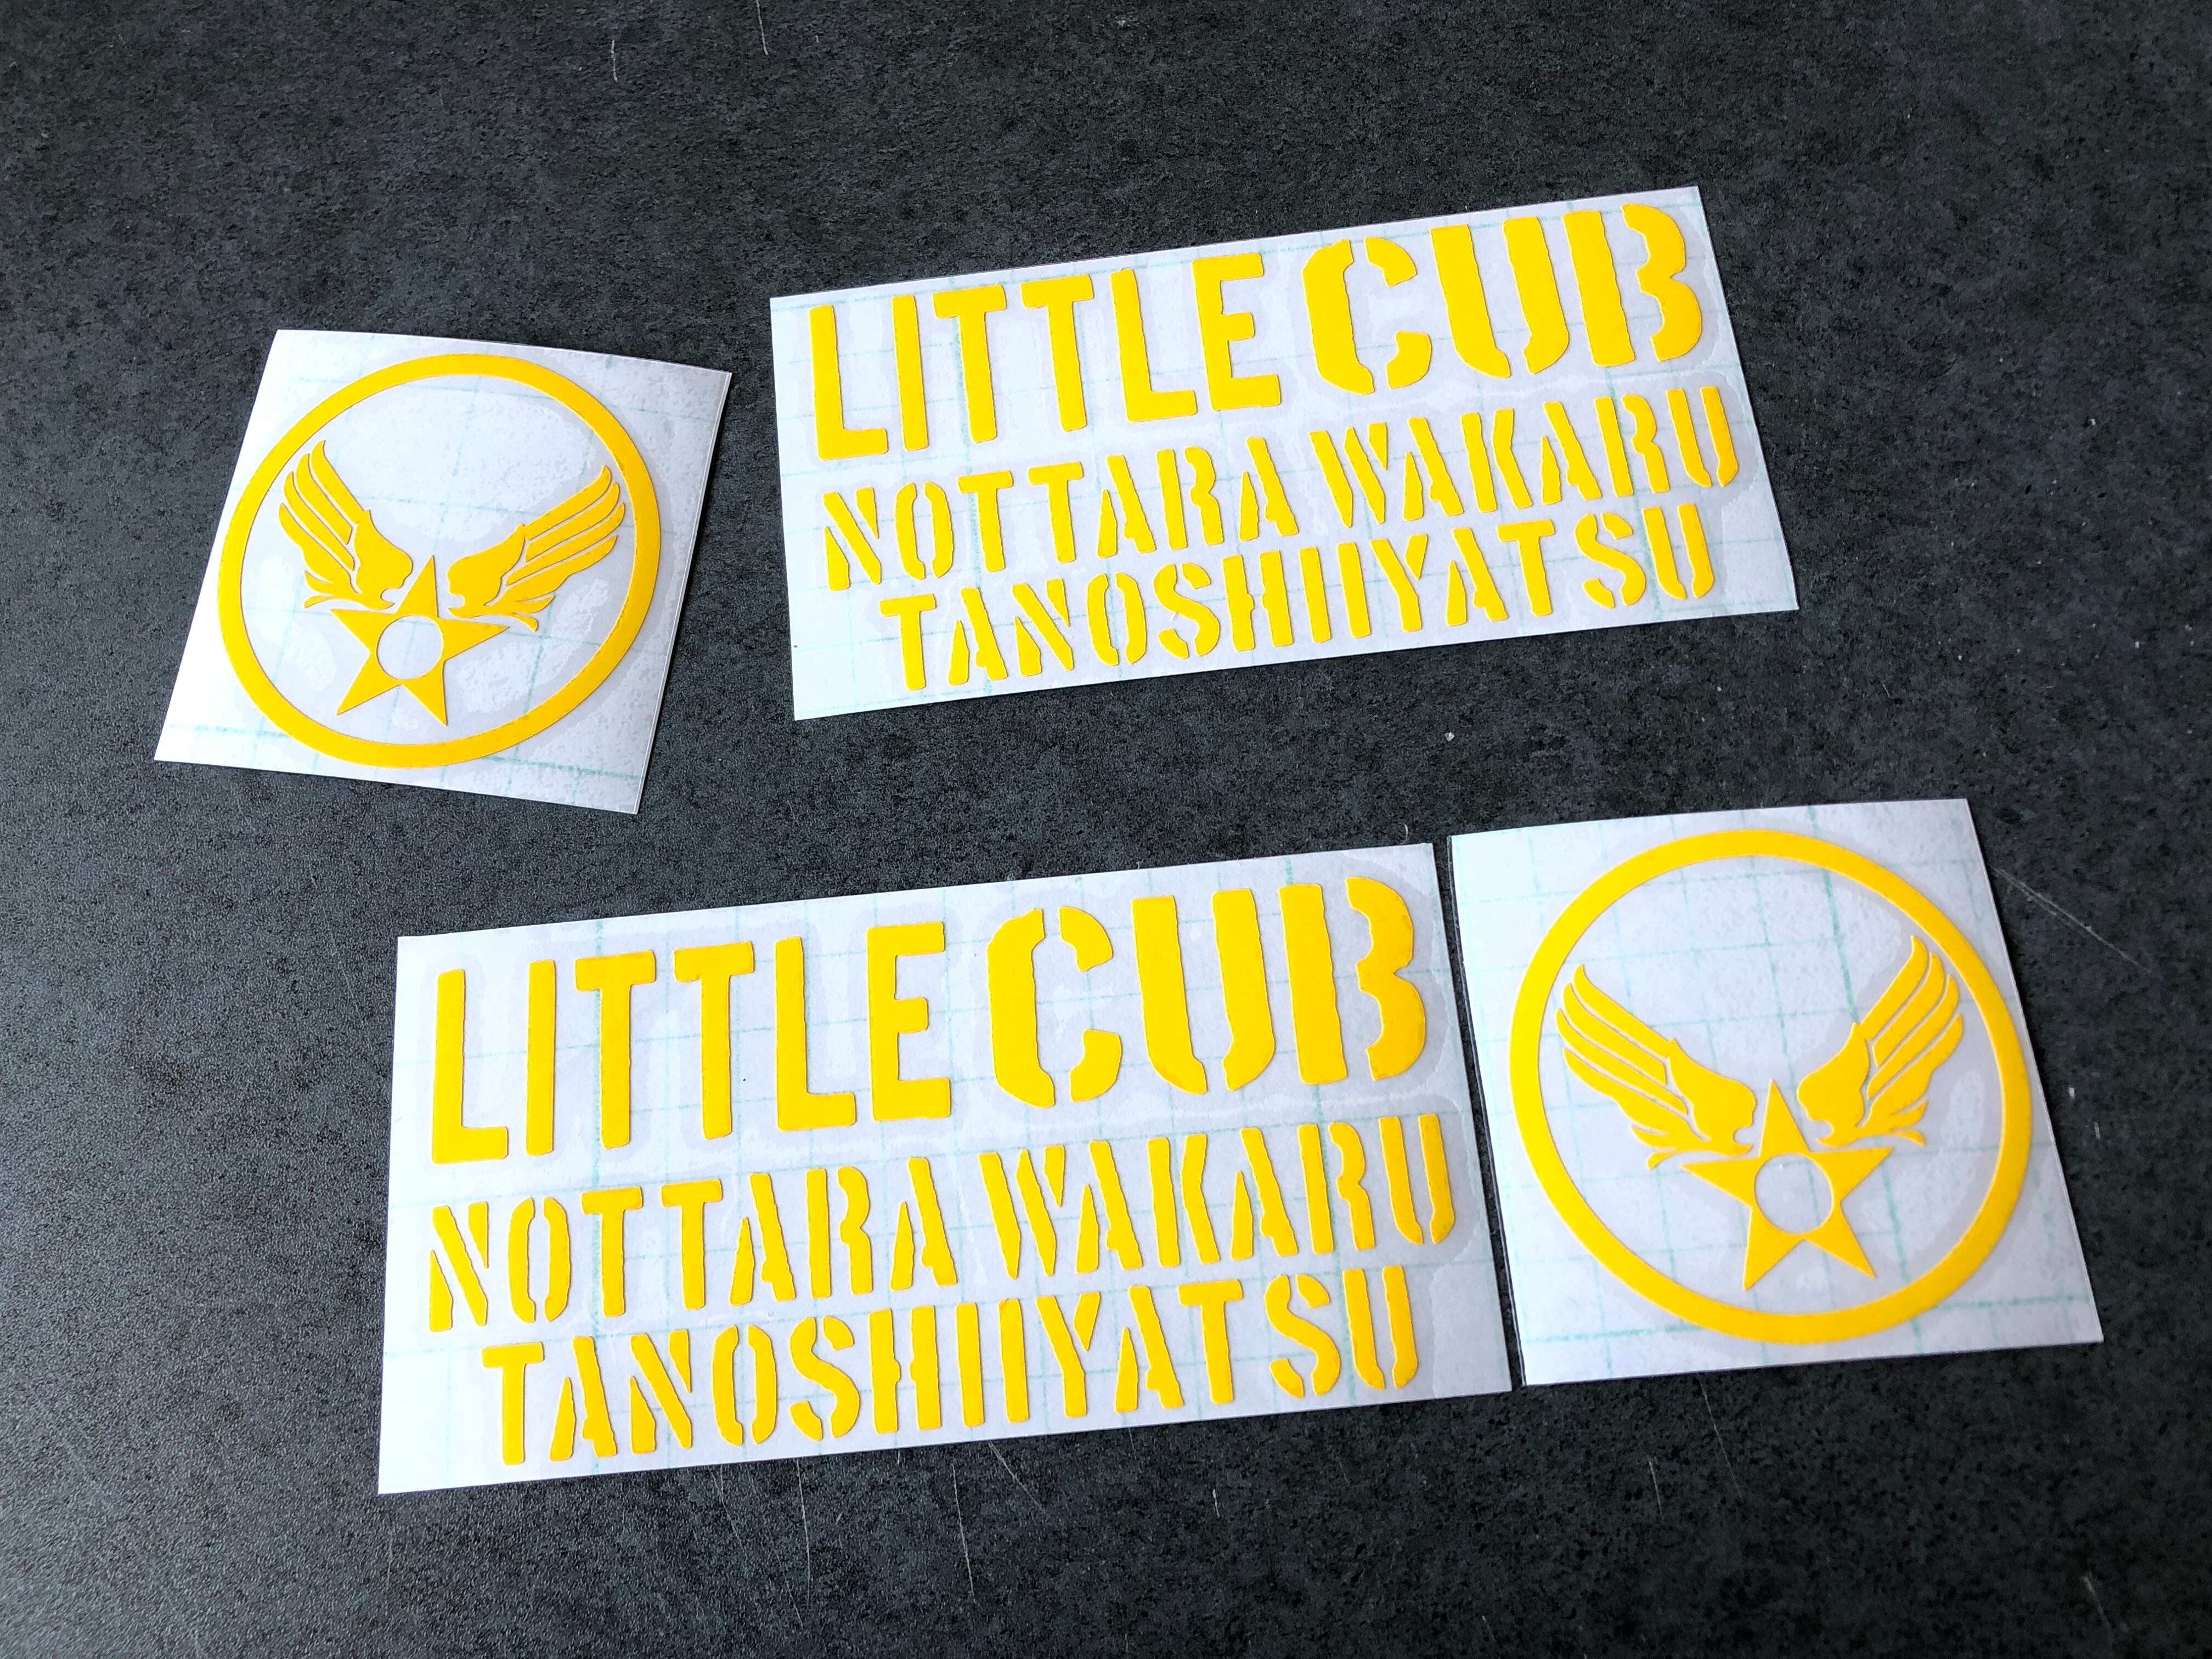 LITTLE CUB
NOTTARA WAKARU
TANOSHIIYATSU
LITTLE CUB
NOTTARA WAKARU
TANOSHIIYATSU